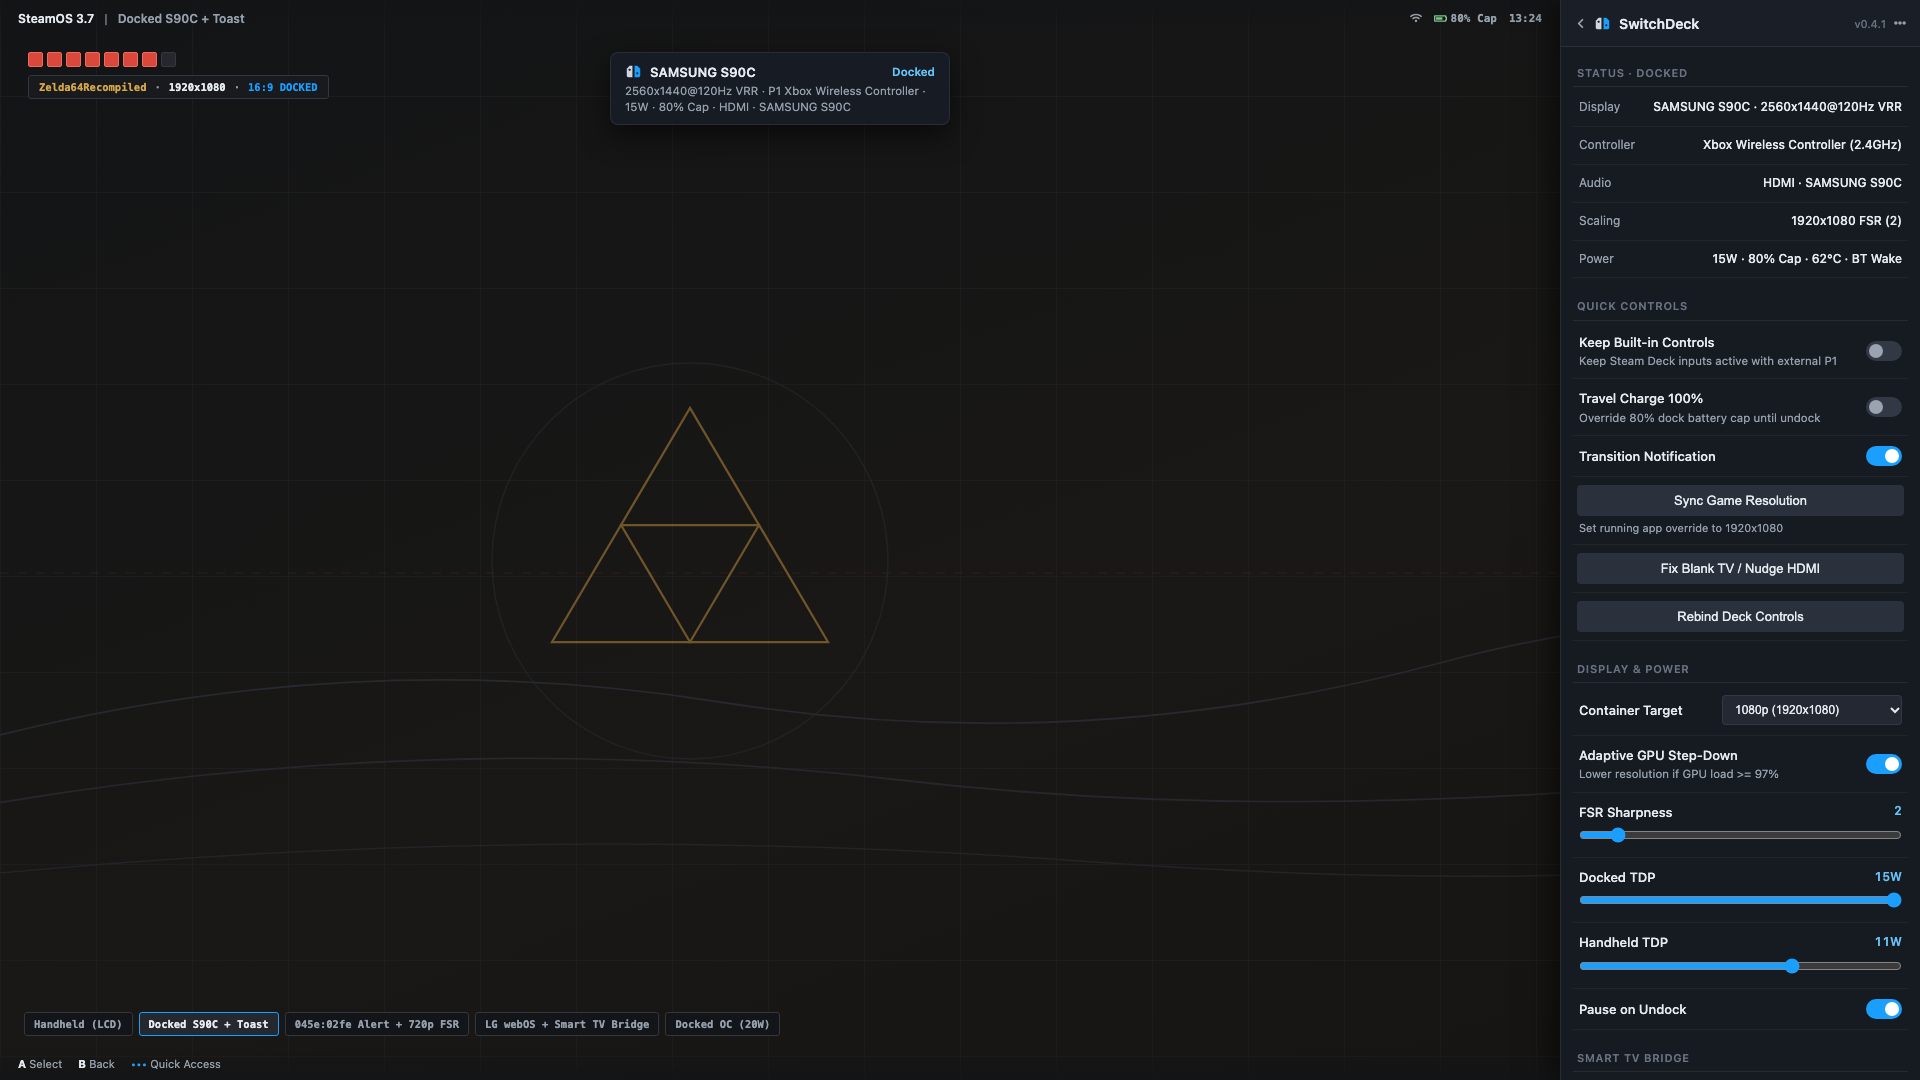 SteamOS 3.7 | Docked S90C + Toast
80% Cap 13:24
Zelda64Recompiled · 1920x1080 · 16:9 DOCKED
SAMSUNG S90C Docked
2560x1440@120Hz VRR · P1 Xbox Wireless Controller ·
15W · 80% Cap · HDMI · SAMSUNG S90C
SwitchDeck v0.4.1
STATUS · DOCKED
Display SAMSUNG S90C · 2560x1440@120Hz VRR
Controller Xbox Wireless Controller (2.4GHz)
Audio HDMI · SAMSUNG S90C
Scaling 1920x1080 FSR (2)
Power 15W · 80% Cap · 62°C · BT Wake
QUICK CONTROLS
Keep Built-in Controls
Keep Steam Deck inputs active with external P1
Travel Charge 100%
Override 80% dock battery cap until undock
Transition Notification
Sync Game Resolution
Set running app override to 1920x1080
Fix Blank TV / Nudge HDMI
Rebind Deck Controls
DISPLAY & POWER
Container Target 1080p (1920x1080)
Adaptive GPU Step-Down
Lower resolution if GPU load >= 97%
FSR Sharpness 2
Docked TDP 15W
Handheld TDP 11W
Pause on Undock
SMART TV BRIDGE
Handheld (LCD) Docked S90C + Toast 045e:02fe Alert + 720p FSR LG webOS + Smart TV Bridge Docked OC (20W)
A Select B Back Quick Access